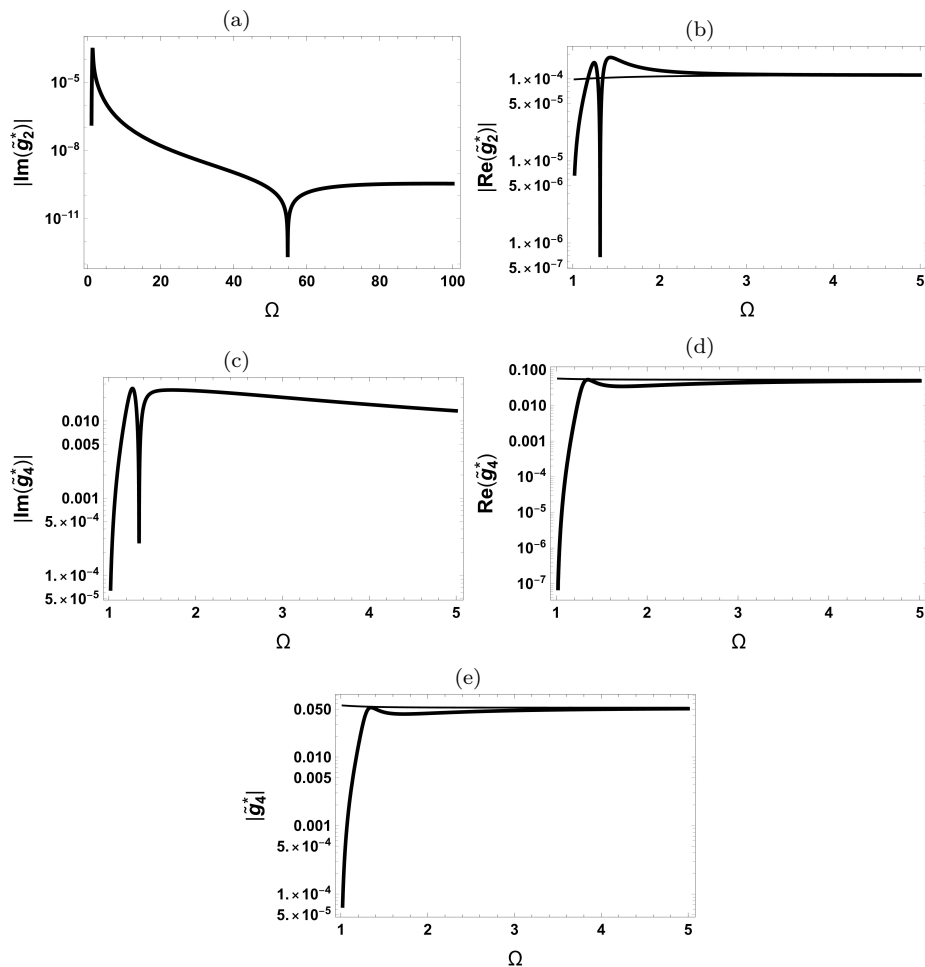 (a)
|Im(g̃₂*)|
10⁻⁵
10⁻⁸
10⁻¹¹
0 20 40 60 80 100
Ω
(b)
|Re(g̃₂*)|
1.×10⁻⁴
5.×10⁻⁵
1.×10⁻⁵
5.×10⁻⁶
1.×10⁻⁶
5.×10⁻⁷
1 2 3 4 5
Ω
(c)
|Im(g̃₄*)|
0.010
0.005
0.001
5.×10⁻⁴
1.×10⁻⁴
5.×10⁻⁵
1 2 3 4 5
Ω
(d)
Re(g̃₄*)
0.100
0.010
0.001
10⁻⁴
10⁻⁵
10⁻⁶
10⁻⁷
1 2 3 4 5
Ω
(e)
|g̃₄*|
0.050
0.010
0.005
0.001
5.×10⁻⁴
1.×10⁻⁴
5.×10⁻⁵
1 2 3 4 5
Ω